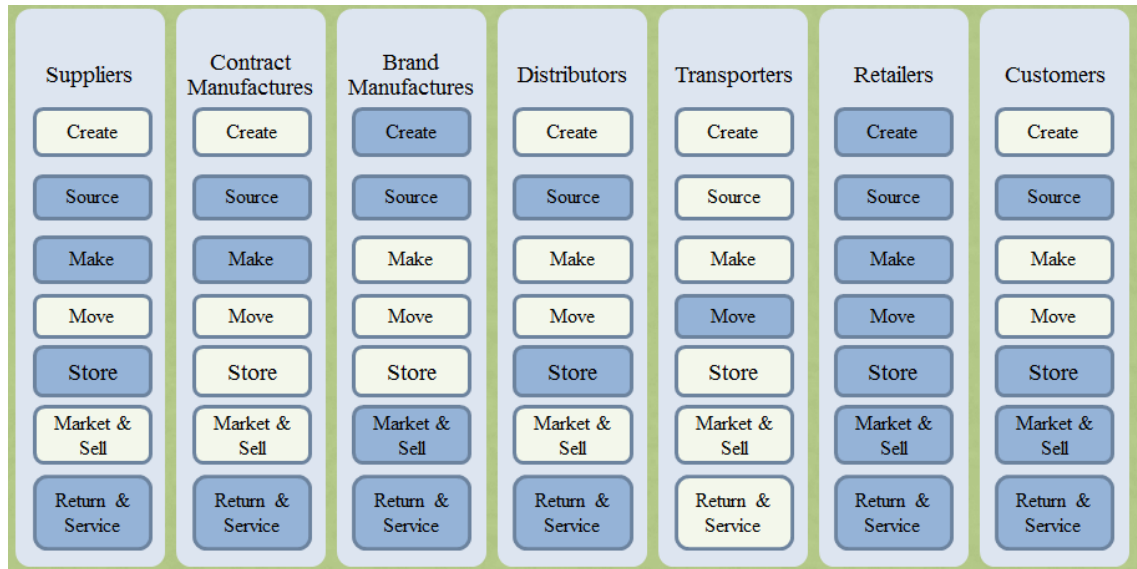 Suppliers
Create
Source
Make
Move
Store
Market &
Sell
Return &
Service
Contract
Manufactures
Create
Source
Make
Move
Store
Market &
Sell
Return &
Service
Brand
Manufactures
Create
Source
Make
Move
Store
Market &
Sell
Return &
Service
Distributors
Create
Source
Make
Move
Store
Market &
Sell
Return &
Service
Transporters
Create
Source
Make
Move
Store
Market &
Sell
Return &
Service
Retailers
Create
Source
Make
Move
Store
Market &
Sell
Return &
Service
Customers
Create
Source
Make
Move
Store
Market &
Sell
Return &
Service